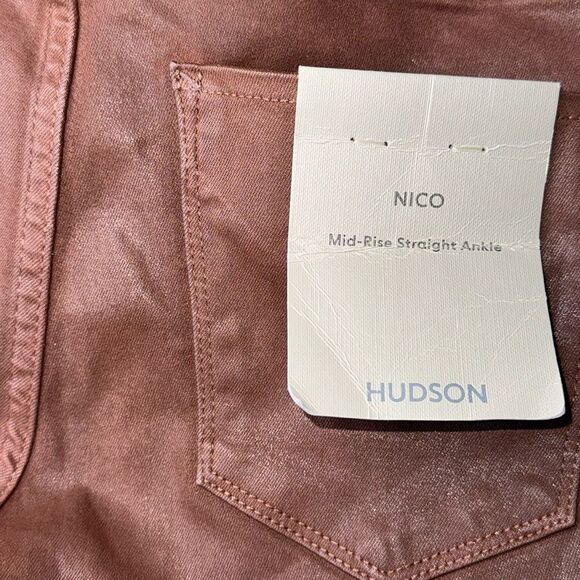 NICO
Mid-Rise Straight Ankle
HUDSON